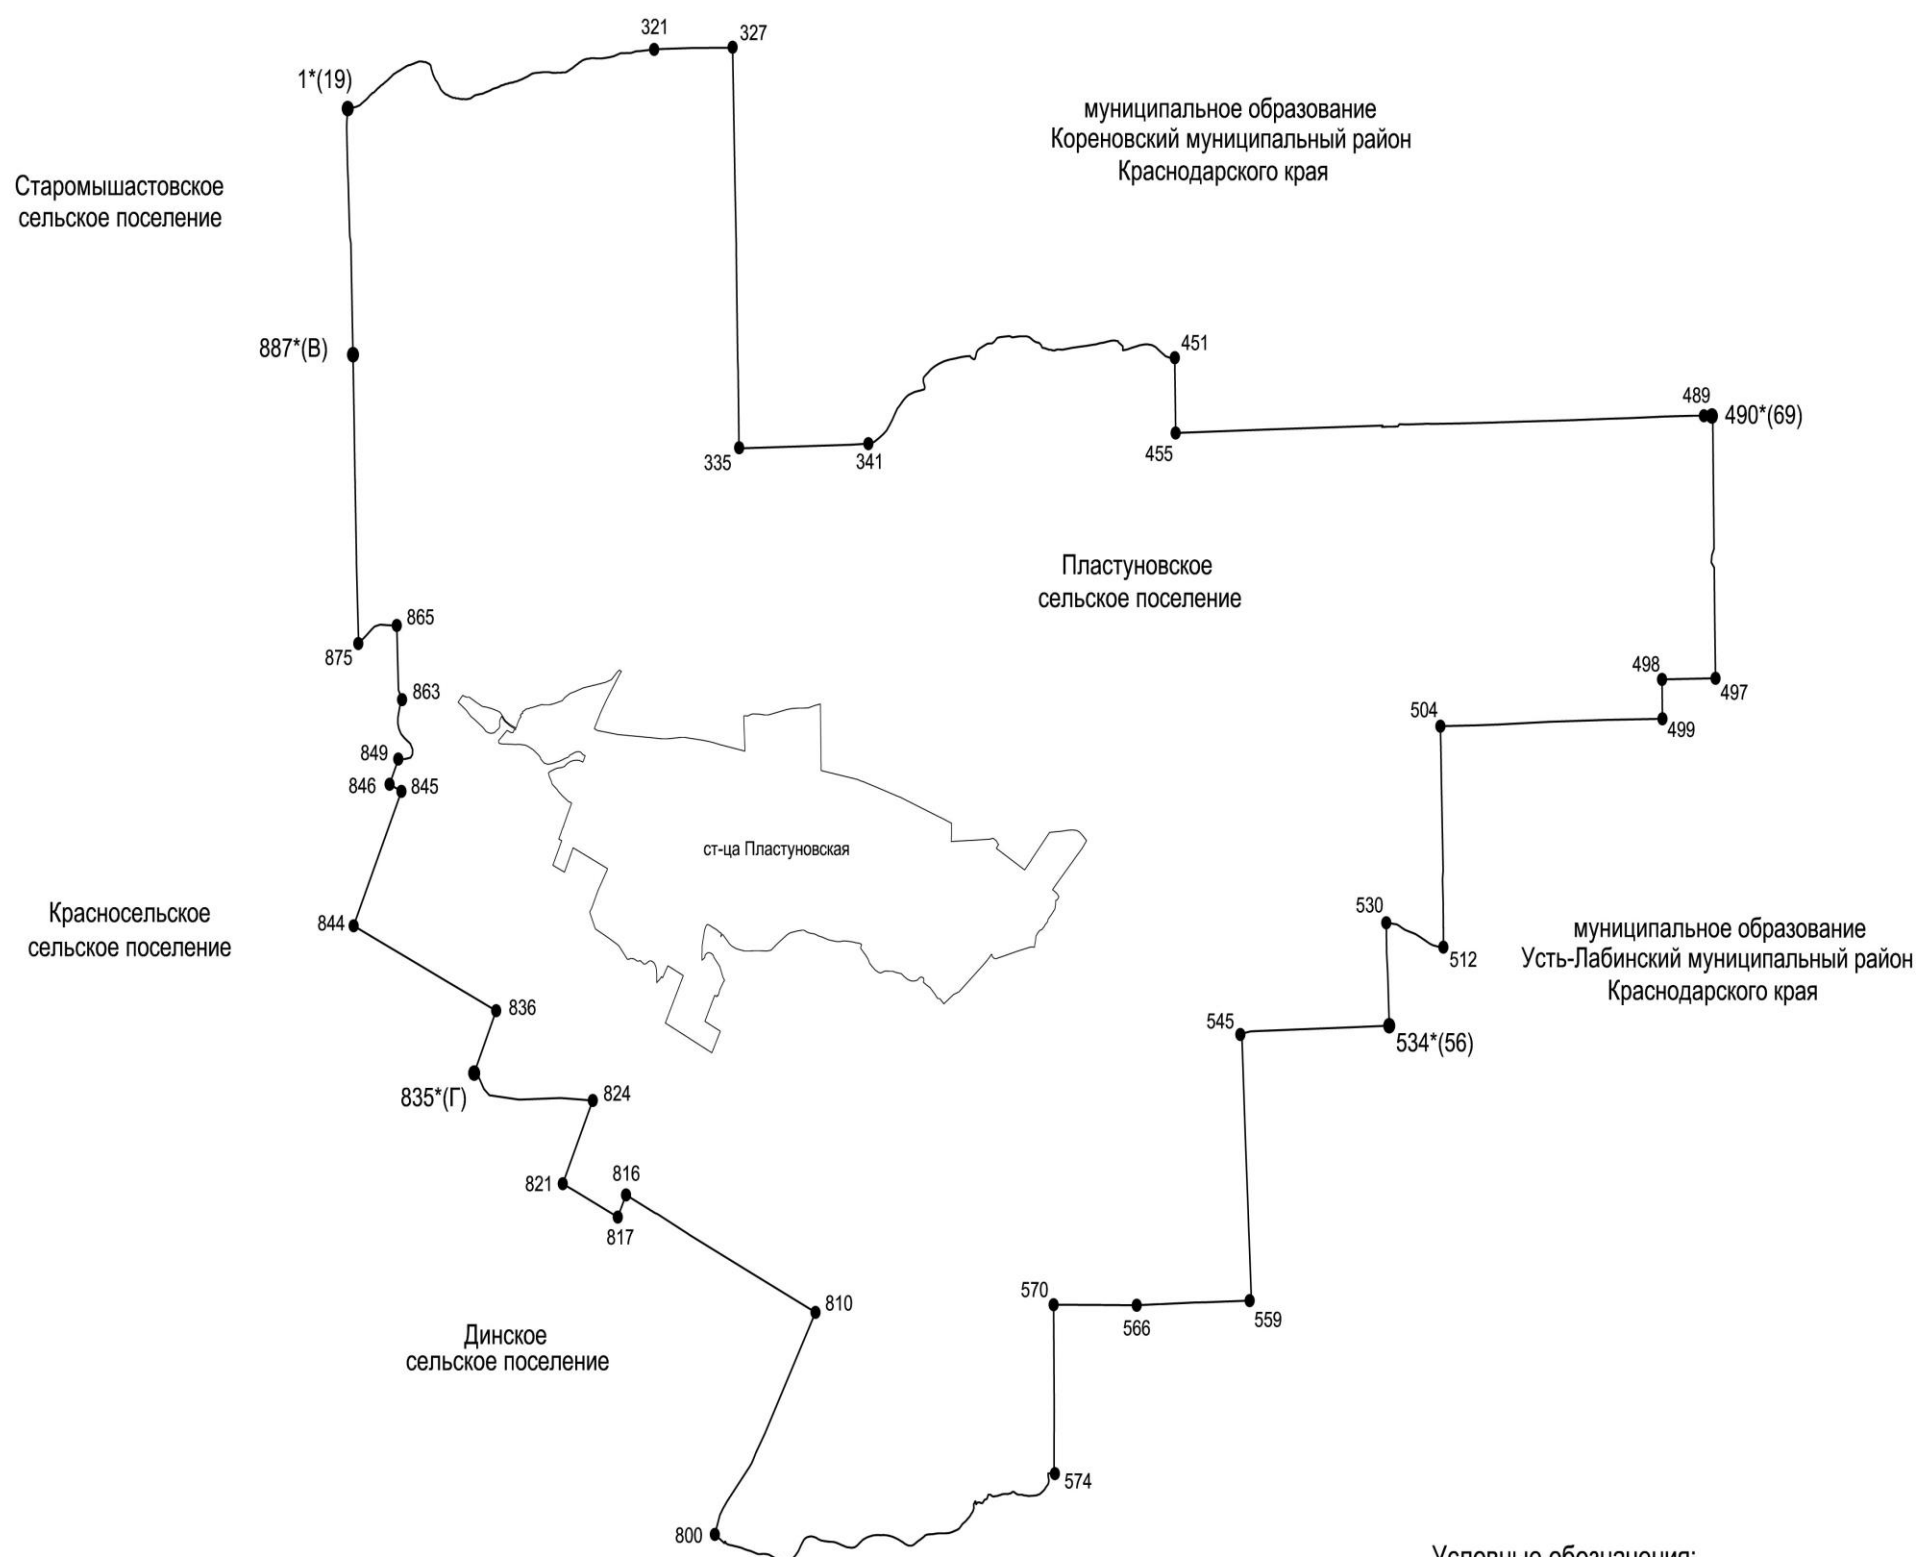 321
327
1*(19)
муниципальное образование
Кореновский муниципальный район
Краснодарского края
Старомышастовское
сельское поселение
887*(В)
451
489
490*(69)
335
341
455
Пластуновское
сельское поселение
865
875
863
498
497
504
499
849
846
845
ст-ца Пластуновская
844
Красносельское
сельское поселение
530
512
муниципальное образование
Усть-Лабинский муниципальный район
Краснодарского края
836
545
534*(56)
835*(Г)
824
821
816
817
570
810
566
559
Динское
сельское поселение
574
800
Условные обозначения: